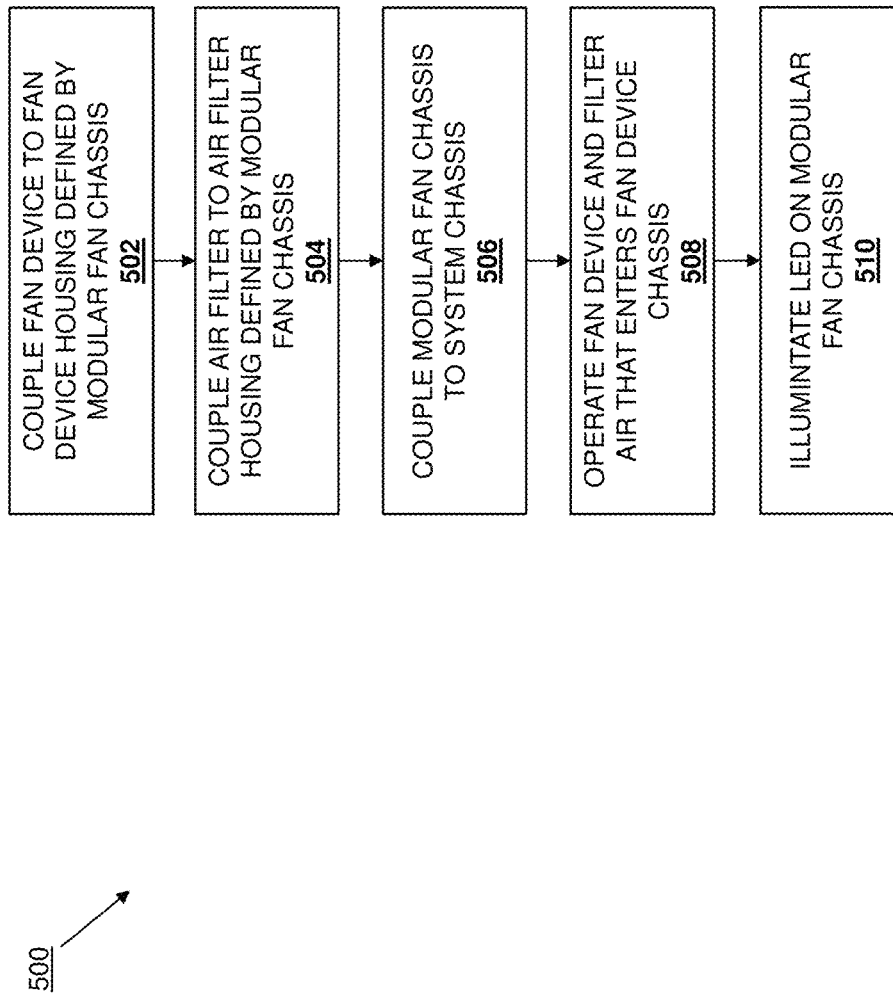 500
COUPLE FAN DEVICE TO FAN
DEVICE HOUSING DEFINED BY
MODULAR FAN CHASSIS
502
COUPLE AIR FILTER TO AIR FILTER
HOUSING DEFINED BY MODULAR
FAN CHASSIS
504
COUPLE MODULAR FAN CHASSIS
TO SYSTEM CHASSIS
506
OPERATE FAN DEVICE AND FILTER
AIR THAT ENTERS FAN DEVICE
CHASSIS
508
ILLUMINTATE LED ON MODULAR
FAN CHASSIS
510